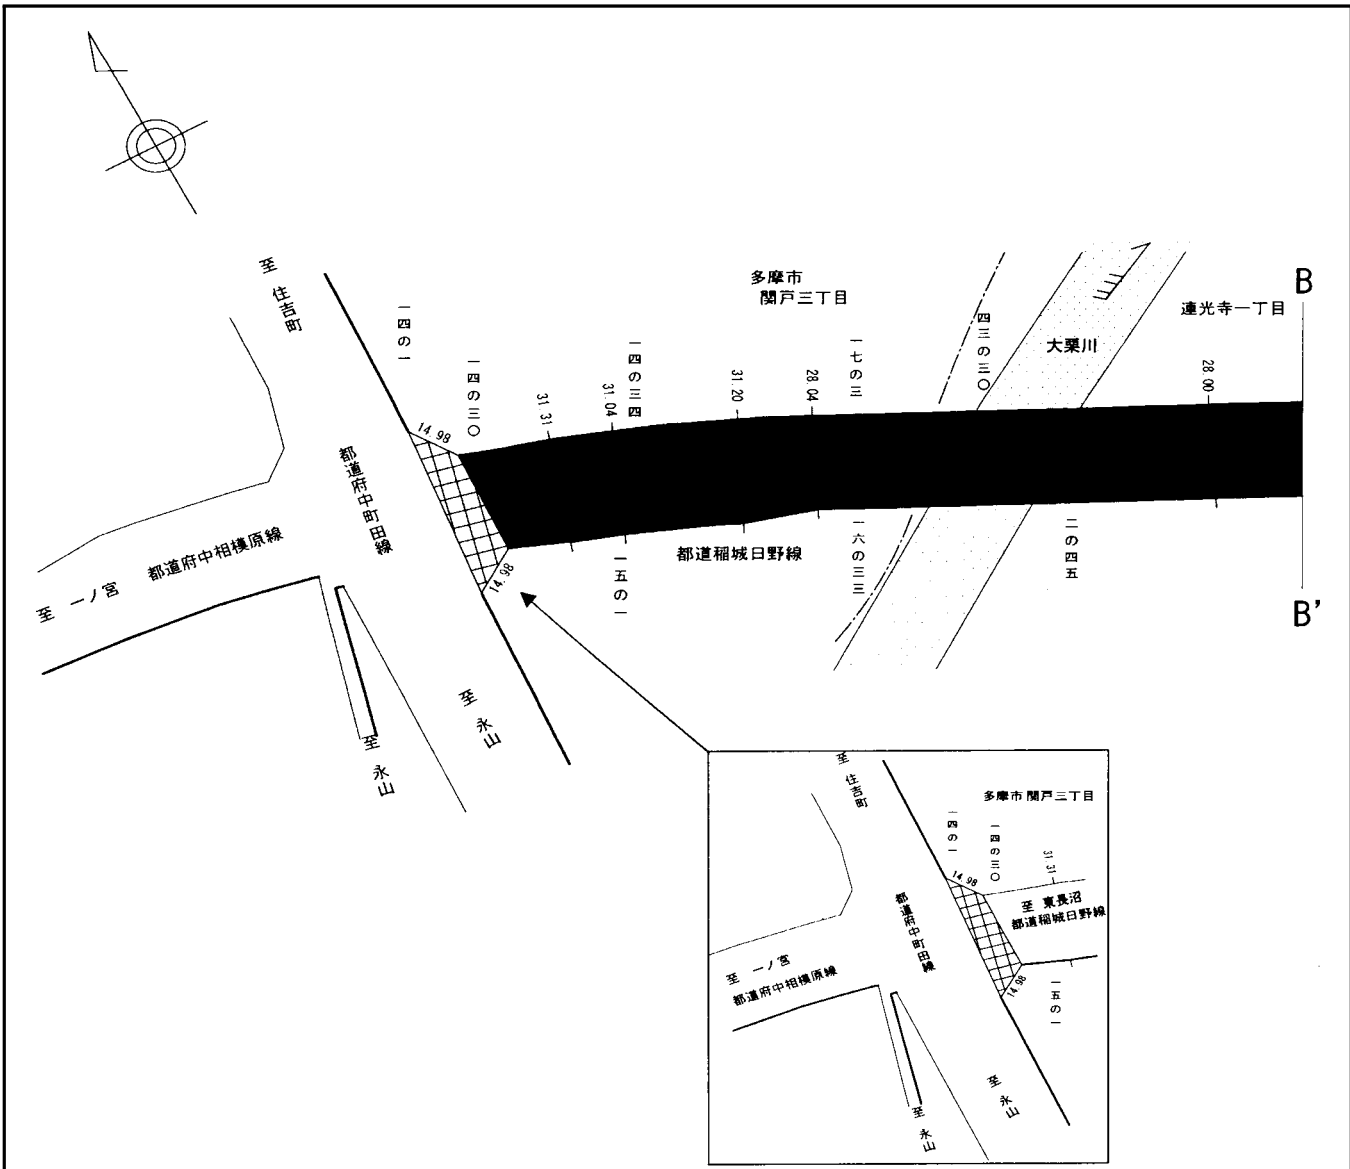 至 住吉町
一四の一
一四の三〇
14.98
31.31
31.04
一四の三四
31.20
28.04
一七の三
多摩市
関戸三丁目
四三の三〇
大栗川
連光寺一丁目
28.00
B
都道府中町田線
都道府中相模原線
至 一ノ宮
14.98
一五の一
都道稲城日野線
一六の三三
二の四五
B'
至 永山
至 永山
至 住吉町
多摩市 関戸三丁目
一四の一
一四の三〇
14.98
31.31
至 東長沼
都道稲城日野線
都道府中町田線
至 一ノ宮
都道府中相模原線
14.98
一五の一
至 永山
至 永山